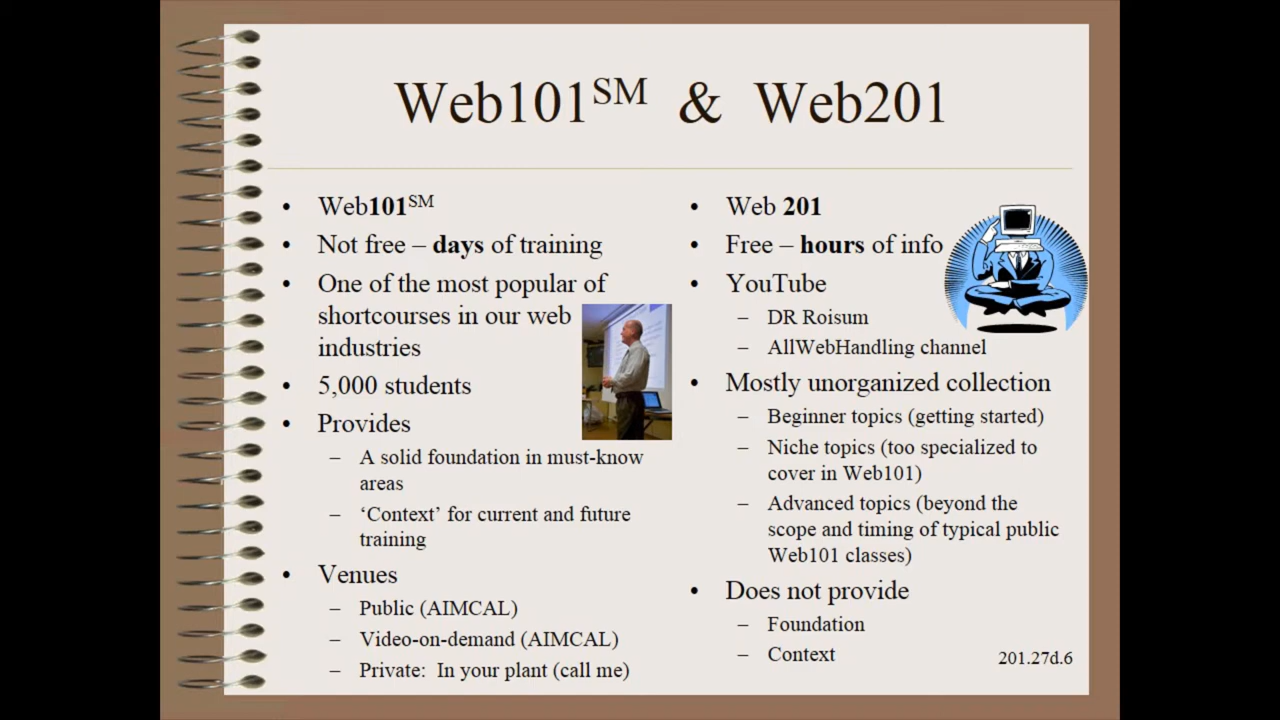 Web101SM & Web201
• Web101SM
• Not free – days of training
• One of the most popular of
shortcourses in our web
industries
• 5,000 students
• Provides
– A solid foundation in must-know
areas
– ‘Context’ for current and future
training
• Venues
– Public (AIMCAL)
– Video-on-demand (AIMCAL)
– Private: In your plant (call me)
• Web 201
• Free – hours of info
• YouTube
– DR Roisum
– AllWebHandling channel
• Mostly unorganized collection
– Beginner topics (getting started)
– Niche topics (too specialized to
cover in Web101)
– Advanced topics (beyond the
scope and timing of typical public
Web101 classes)
• Does not provide
– Foundation
– Context
201.27d.6